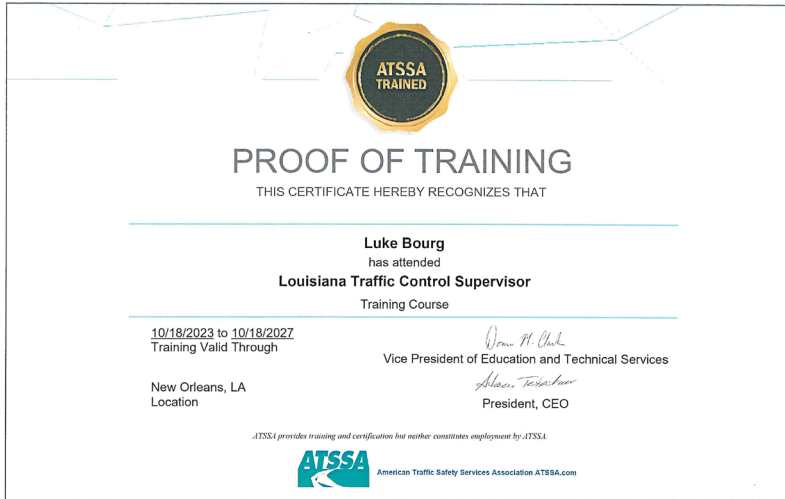 ATSSA
TRAINED
PROOF OF TRAINING
THIS CERTIFICATE HEREBY RECOGNIZES THAT
Luke Bourg
has attended
Louisiana Traffic Control Supervisor
Training Course
10/18/2023 to 10/18/2027
Training Valid Through
Vice President of Education and Technical Services
New Orleans, LA
Location
President, CEO
ATSSA provides training and certification but neither constitutes employment by ATSSA.
ATSSA
American Traffic Safety Services Association ATSSA.com